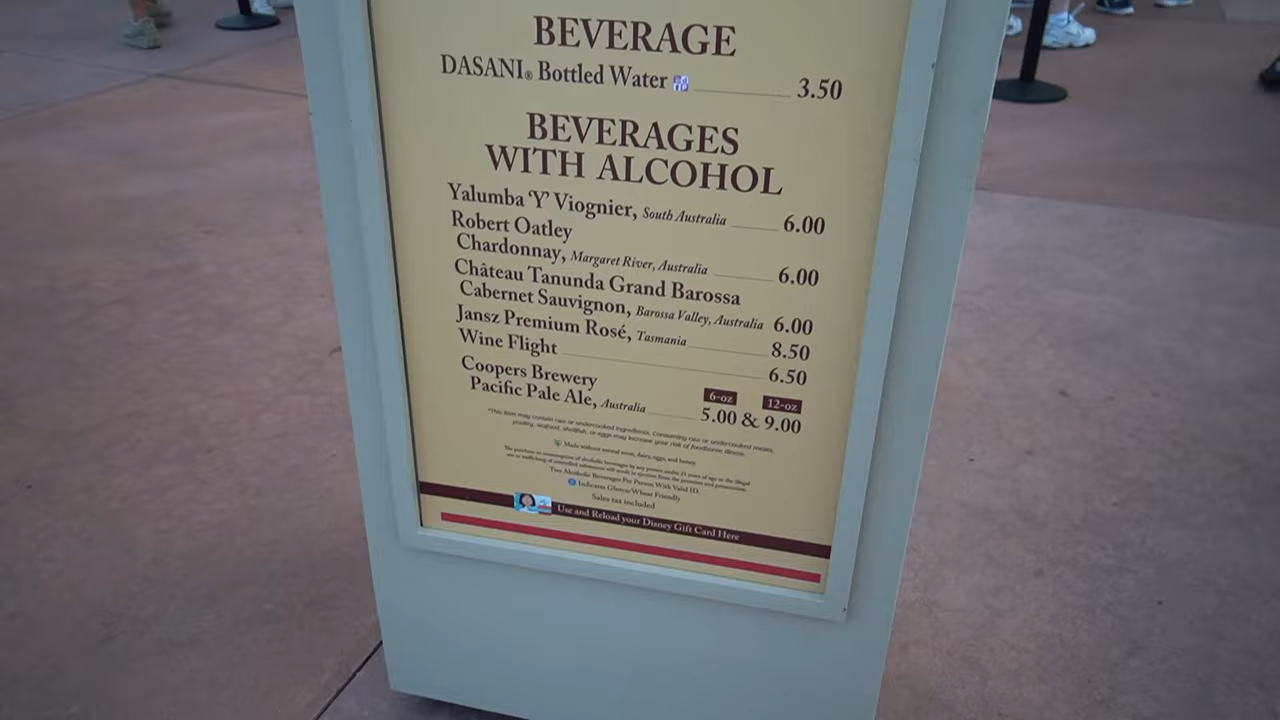 BEVERAGE
DASANI® Bottled Water 3.50
BEVERAGES
WITH ALCOHOL
Yalumba ‘Y’ Viognier, South Australia 6.00
Robert Oatley
Chardonnay, Margaret River, Australia 6.00
Château Tanunda Grand Barossa
Cabernet Sauvignon, Barossa Valley, Australia 6.00
Jansz Premium Rosé, Tasmania 8.50
Wine Flight 6.50
Coopers Brewery 6-oz 12-oz
Pacific Pale Ale, Australia 5.00 & 9.00
*This item may contain raw or undercooked ingredients. Consuming raw or undercooked meats,
poultry, seafood, shellfish, or eggs may increase your risk of foodborne illness.
Made without animal meat, dairy, eggs, and honey.
The purchase or consumption of alcoholic beverages by any person under 21 years of age or the illegal
use or trafficking of controlled substances will result in ejection from the premises and prosecution.
Two Alcoholic Beverages Per Person With Valid ID.
Indicates Gluten/Wheat Friendly
Sales tax included
Use and Reload your Disney Gift Card Here